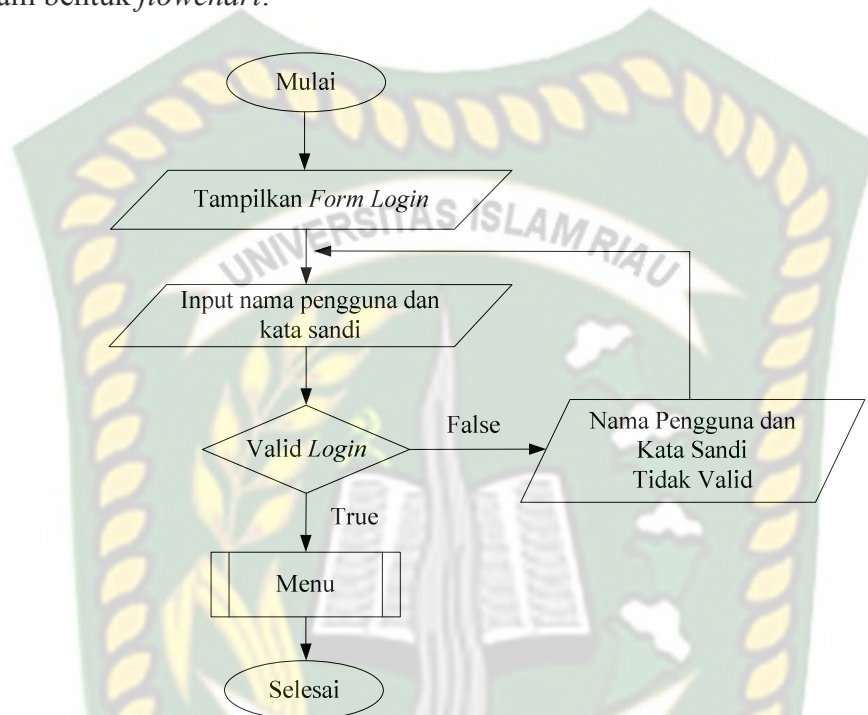 bentuk flowchart.
Mulai
Tampilkan Form Login
UNIVERSITAS ISLAM RIAU
Input nama pengguna dan
kata sandi
Valid Login
False
Nama Pengguna dan
Kata Sandi
Tidak Valid
True
Menu
Selesai